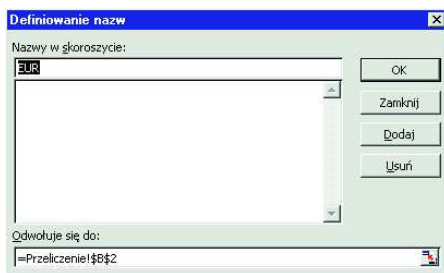 Definiowanie nazw
Nazwy w skoroszycie:
EUR
OK
Zamknij
Dodaj
Usuń
Odwołuje się do:
=Przeliczenie!$B$2